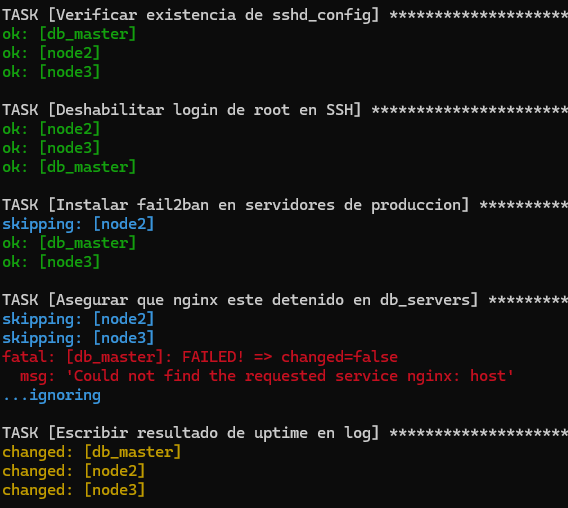 TASK [Verificar existencia de sshd_config] ********************
ok: [db_master]
ok: [node2]
ok: [node3]
TASK [Deshabilitar login de root en SSH] **********************
ok: [node2]
ok: [node3]
ok: [db_master]
TASK [Instalar fail2ban en servidores de produccion] **********
skipping: [node2]
ok: [db_master]
ok: [node3]
TASK [Asegurar que nginx este detenido en db_servers] *********
skipping: [node2]
skipping: [node3]
fatal: [db_master]: FAILED! => changed=false
  msg: 'Could not find the requested service nginx: host'
...ignoring
TASK [Escribir resultado de uptime en log] ********************
changed: [db_master]
changed: [node2]
changed: [node3]